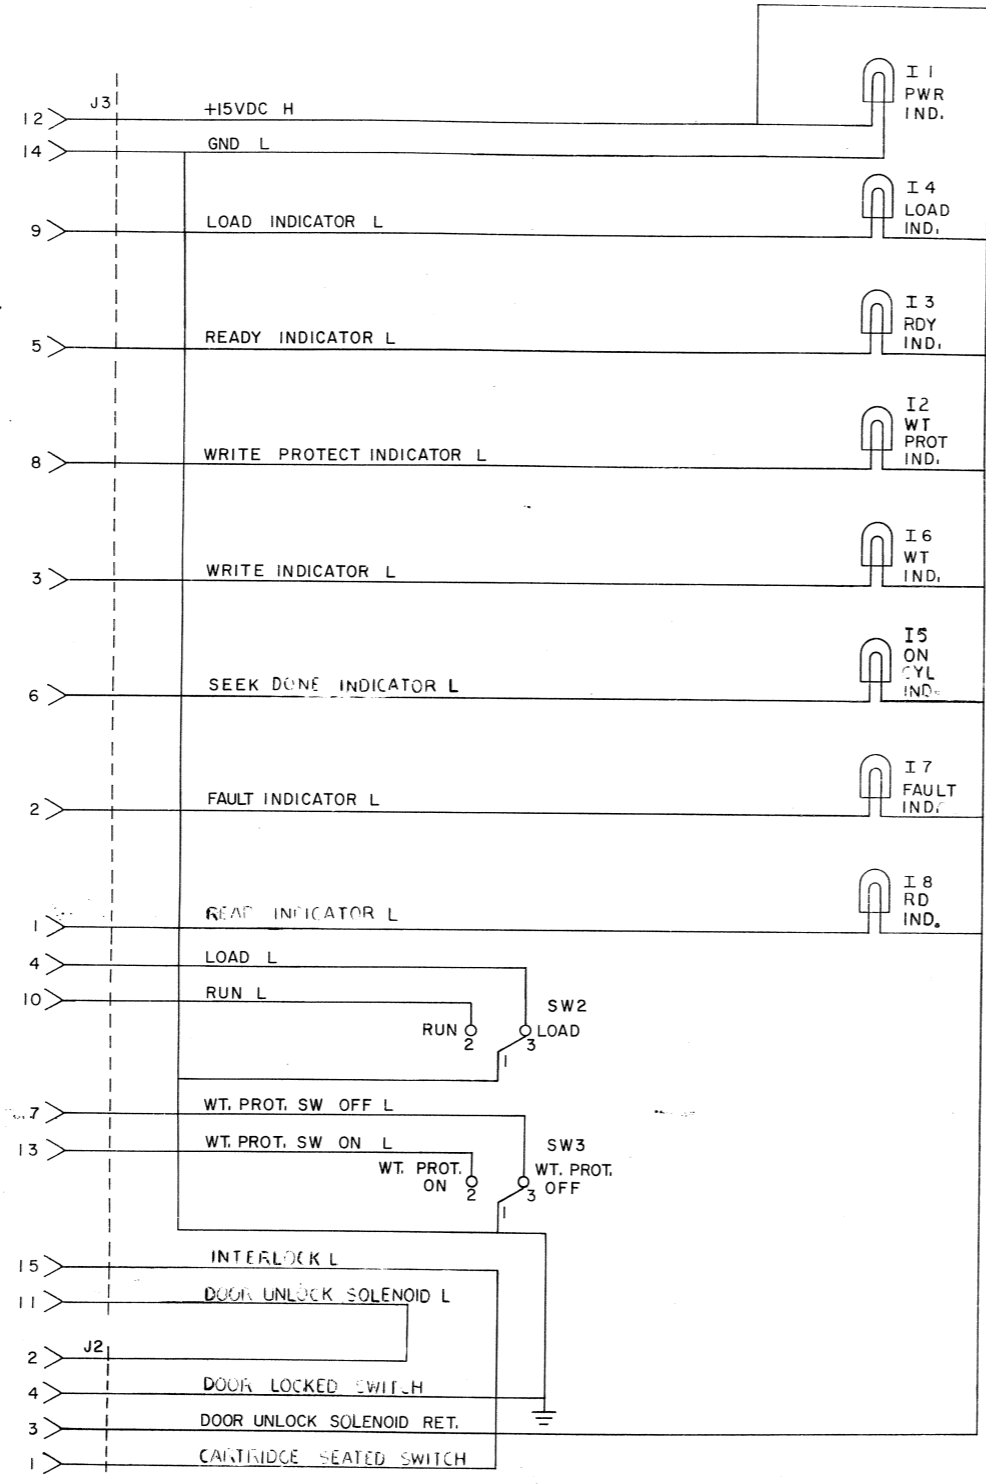 J3
12
+15VDC H
I 1
PWR
IND.
14
GND L
9
LOAD INDICATOR L
I 4
LOAD
IND.
5
READY INDICATOR L
I 3
RDY
IND.
8
WRITE PROTECT INDICATOR L
I2
WT
PROT
IND.
3
WRITE INDICATOR L
I6
WT
IND.
6
SEEK DONE INDICATOR L
I5
ON
CYL
IND.
2
FAULT INDICATOR L
I 7
FAULT
IND.
1
READ INDICATOR L
I 8
RD
IND.
4
LOAD L
10
RUN L
SW2
RUN
2
3
LOAD
1
7
WT. PROT. SW OFF L
13
WT. PROT. SW ON L
SW3
WT. PROT.
ON
2
3
WT. PROT.
OFF
1
15
INTERLOCK L
11
DOOR UNLOCK SOLENOID L
J2
2
4
DOOR LOCKED SWITCH
3
DOOR UNLOCK SOLENOID RET.
1
CARTRIDGE SEATED SWITCH